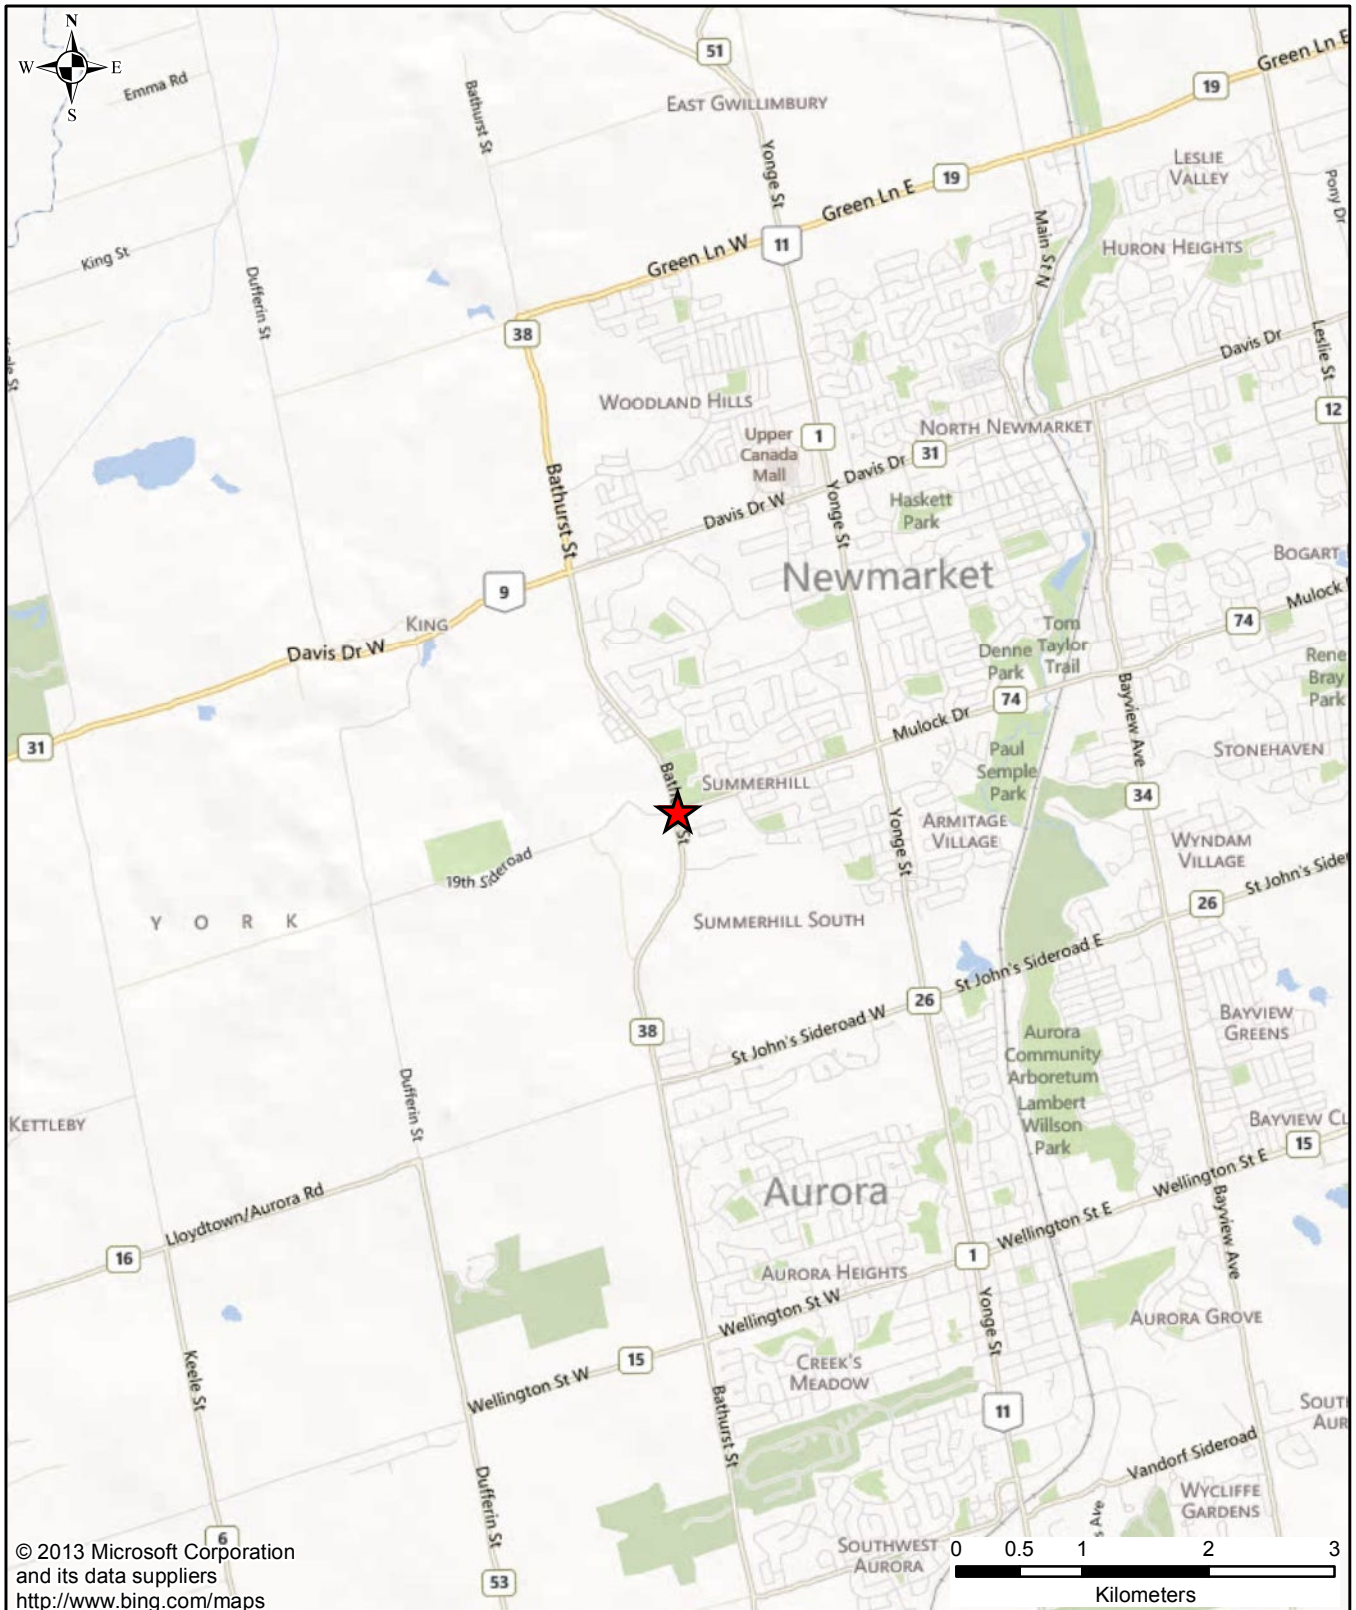 N
W E
S
51
Green Ln E
19
Emma Rd
Bathurst St
EAST GWILLIMBURY
Yonge St
LESLIE
VALLEY
19
Green Ln E
Pony Dr
Main St N
11
HURON HEIGHTS
King St
Green Ln W
Dufferin St
38
Leslie St
Davis Dr
WOODLAND HILLS
12
Upper
Canada
Mall
1
NORTH NEWMARKET
31
Davis Dr
Bathurst St
Yonge St
Haskett
Park
Davis Dr W
BOGART
Newmarket
9
Mulock
KING
74
Tom
Taylor
Trail
Denne
Park
Davis Dr W
Rene
Bray
Park
74
Bayview Ave
Mulock Dr
31
Paul
Semple
Park
STONEHAVEN
SUMMERHILL
34
St
Yonge St
ARMITAGE
VILLAGE
WYNDAM
VILLAGE
19th Sideroad
St John's Side
26
YORK
SUMMERHILL SOUTH
St John's Sideroad E
26
38
St John's Sideroad W
BAYVIEW
GREENS
Aurora
Community
Arboretum
Dufferin St
Lambert
Willson
Park
KETTLEBY
BAYVIEW CL
15
Wellington St E
Aurora
Lloydtown/Aurora Rd
Bayview Ave
Wellington St E
16
1
AURORA HEIGHTS
Wellington St W
Yonge St
AURORA GROVE
15
Keele St
CREEK'S
MEADOW
Wellington St W
Bathurst St
11
SOUT
AUR
Vandorf Sideroad
Dufferin St
WYCLIFFE
GARDENS
s Ave
6
SOUTHWEST
AURORA
53
© 2013 Microsoft Corporation
and its data suppliers
http://www.bing.com/maps
0 0.5 1 2 3
Kilometers